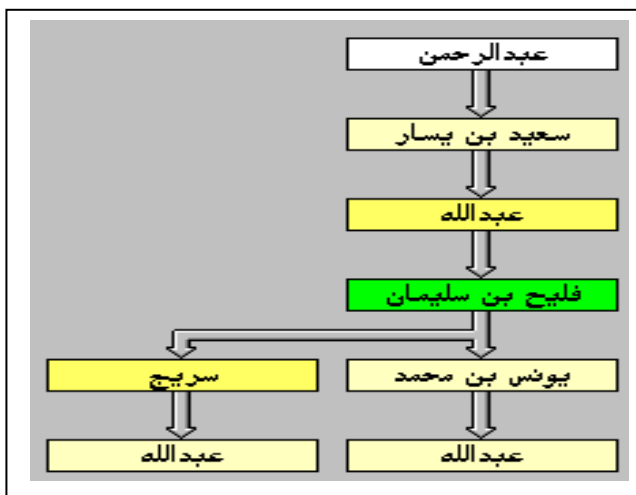 عبدالرحمن
سعيد بن يسار
عبدالله
فليح بن سليمان
يونس بن محمد
سريج
عبدالله
عبدالله